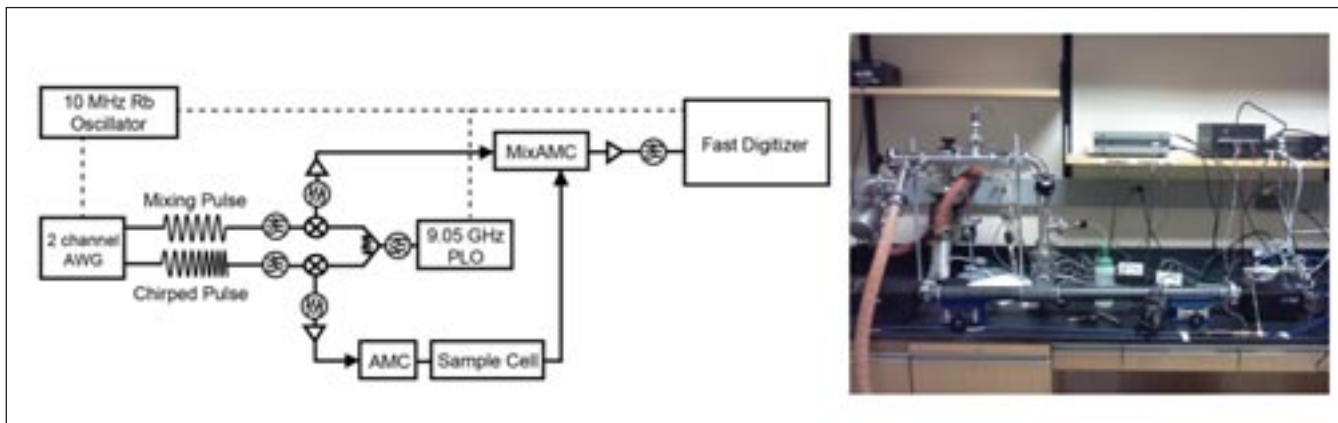 10 MHz Rb
Oscillator
MixAMC
Fast Digitizer
Mixing Pulse
2 channel
AWG
9.05 GHz
PLO
Chirped Pulse
AMC
Sample Cell